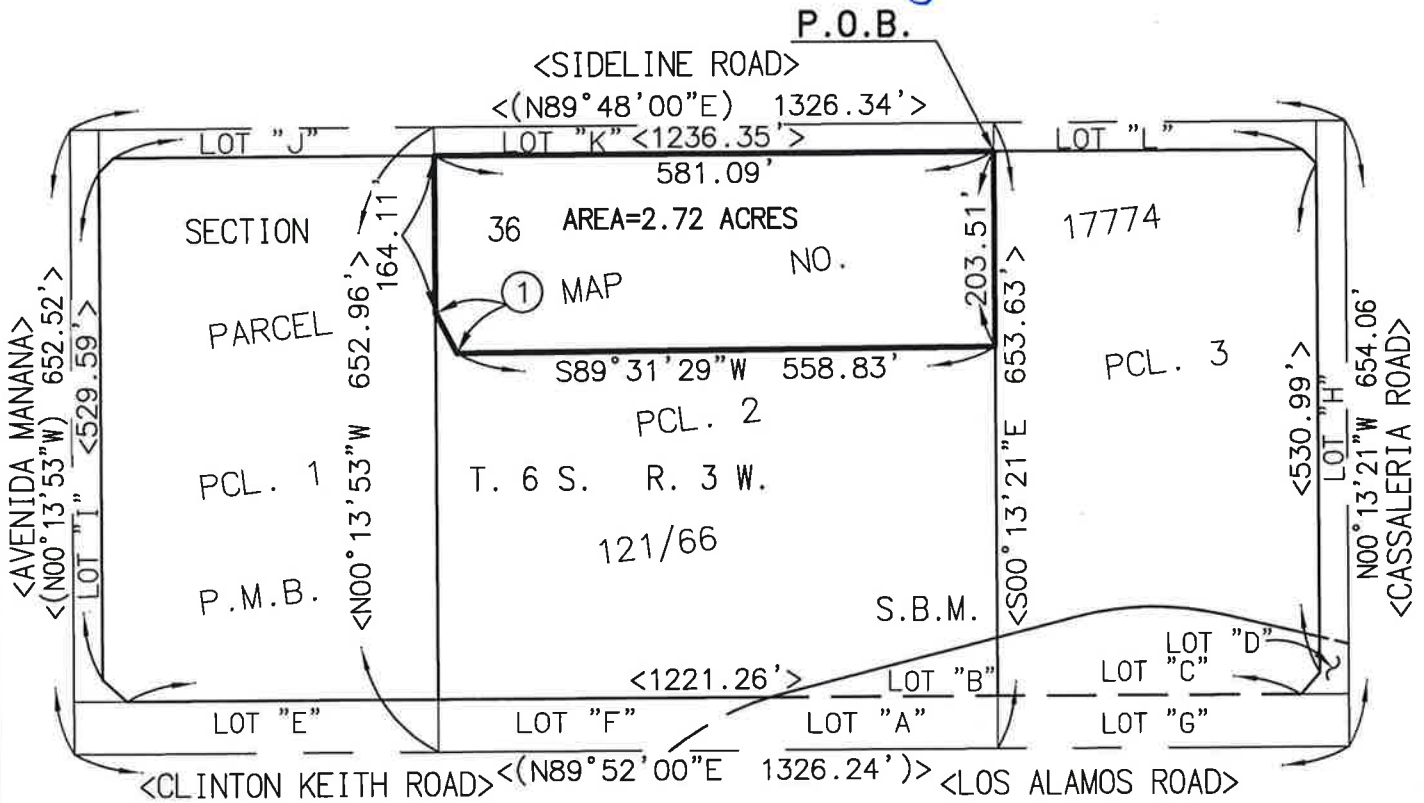 P.O.B.
<SIDELINE ROAD>
<(N89°48'00"E) 1326.34'>
LOT "J"
LOT "K" <1236.35'>
LOT "L"
581.09'
SECTION
36
AREA=2.72 ACRES
17774
164.11'
203.51'
NO.
1 MAP
PARCEL
S89°31'29"W 558.83'
PCL. 3
PCL. 2
<AVENIDA MANANA>
<(N00°13'53"W) 652.52'>
LOT "I" <529.59'>
<N00°13'53"W 652.96'>
<S00°13'21"E 653.63'>
<530.99'>
LOT "H"
N00°13'21"W 654.06'
<CASSALERIA ROAD>
PCL. 1
T. 6 S. R. 3 W.
121/66
P.M.B.
S.B.M.
LOT "D"
LOT "C"
<1221.26'>
LOT "B"
LOT "E"
LOT "F"
LOT "A"
LOT "G"
<CLINTON KEITH ROAD>
<(N89°52'00"E 1326.24')>
<LOS ALAMOS ROAD>